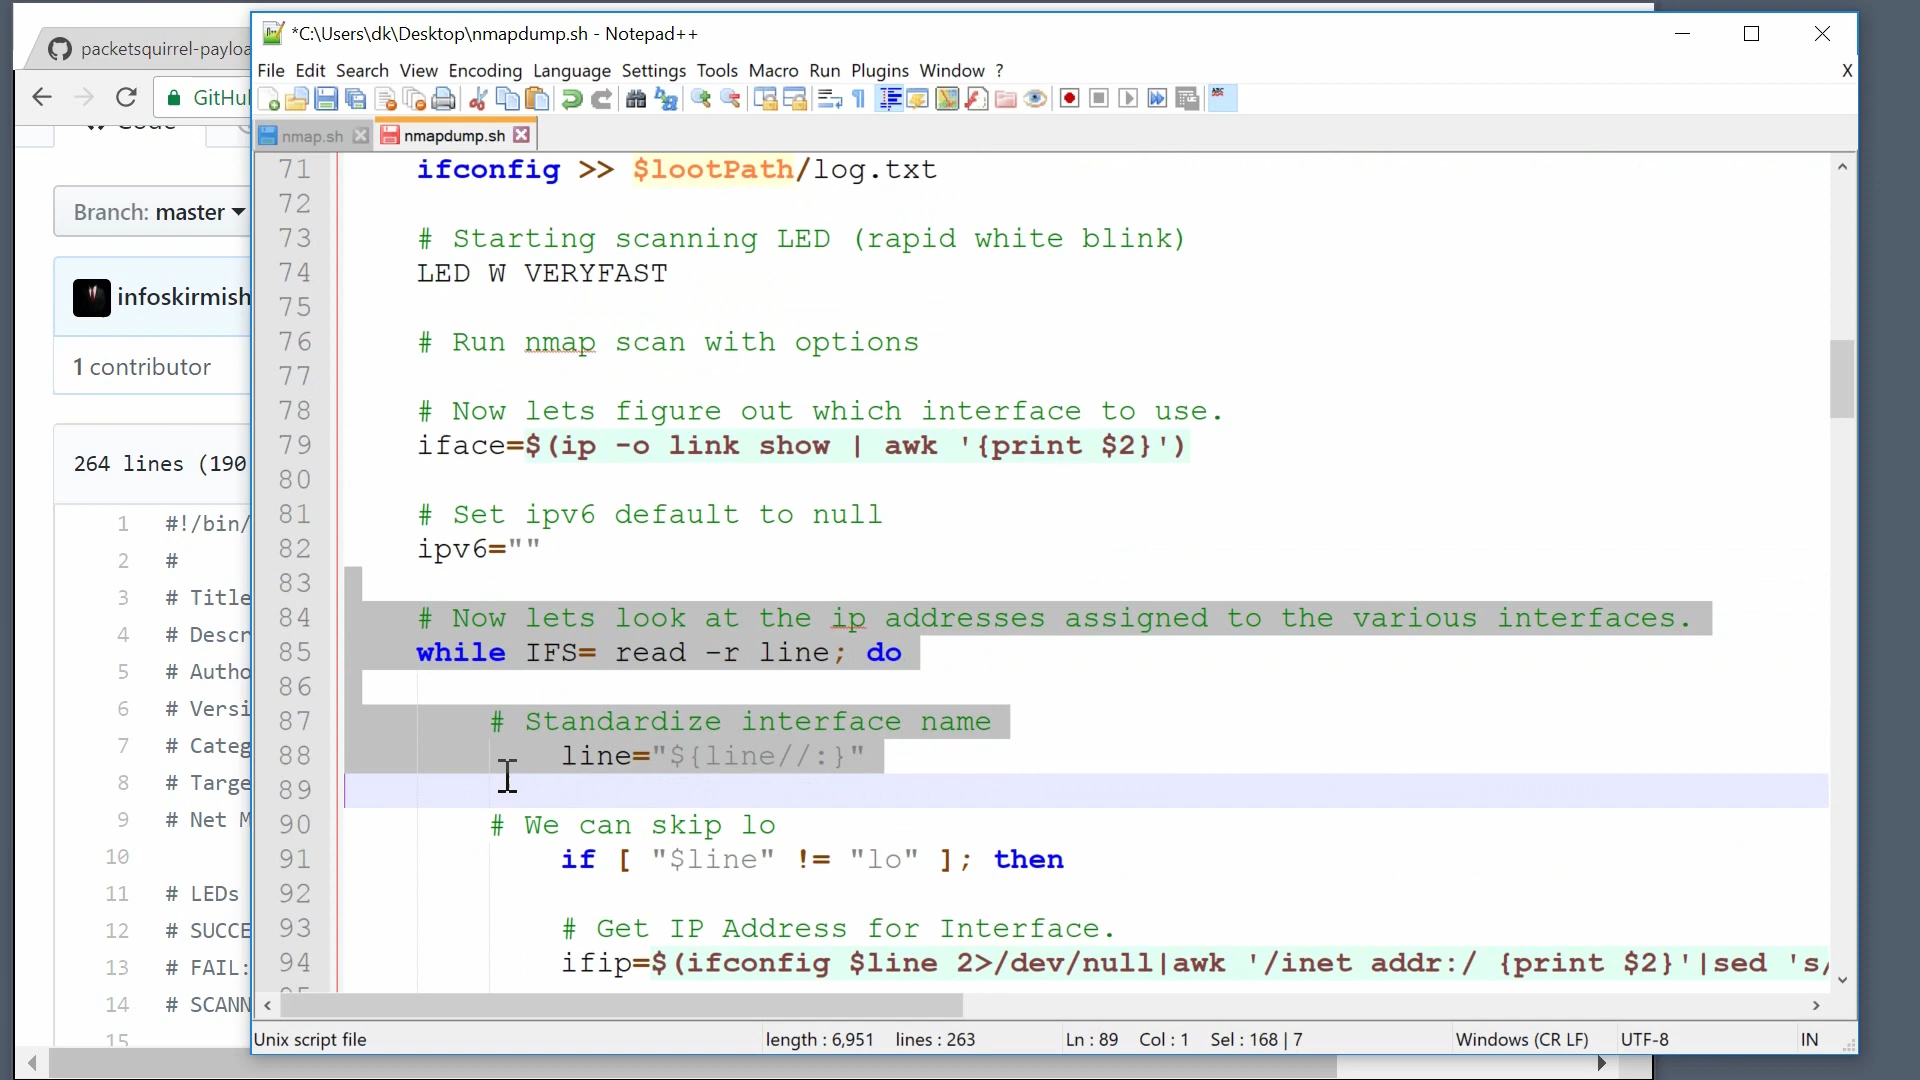 *C:\Users\dk\Desktop\nmapdump.sh - Notepad++
packetsquirrel-payloa
File Edit Search View Encoding Language Settings Tools Macro Run Plugins Window ? X
GitHu
nmap.sh nmapdump.sh
Code
Branch: master
infoskirmish
1 contributor
264 lines (190
1 #!/bin/
2 #
3 # Title
4 # Descr
5 # Autho
6 # Versi
7 # Categ
8 # Targe
9 # Net M
10
11 # LEDs
12 # SUCCE
13 # FAIL:
14 # SCANN
15
71 ifconfig >> $lootPath/log.txt
72
73 # Starting scanning LED (rapid white blink)
74 LED W VERYFAST
75
76 # Run nmap scan with options
77
78 # Now lets figure out which interface to use.
79 iface=$(ip -o link show | awk '{print $2}')
80
81 # Set ipv6 default to null
82 ipv6=""
83
84 # Now lets look at the ip addresses assigned to the various interfaces.
85 while IFS= read -r line; do
86
87 # Standardize interface name
88 line="${line//:}"
89
90 # We can skip lo
91 if [ "$line" != "lo" ]; then
92
93 # Get IP Address for Interface.
94 ifip=$(ifconfig $line 2>/dev/null|awk '/inet addr:/ {print $2}'|sed 's/
95
Unix script file length : 6,951 lines : 263 Ln : 89 Col : 1 Sel : 168 | 7 Windows (CR LF) UTF-8 IN